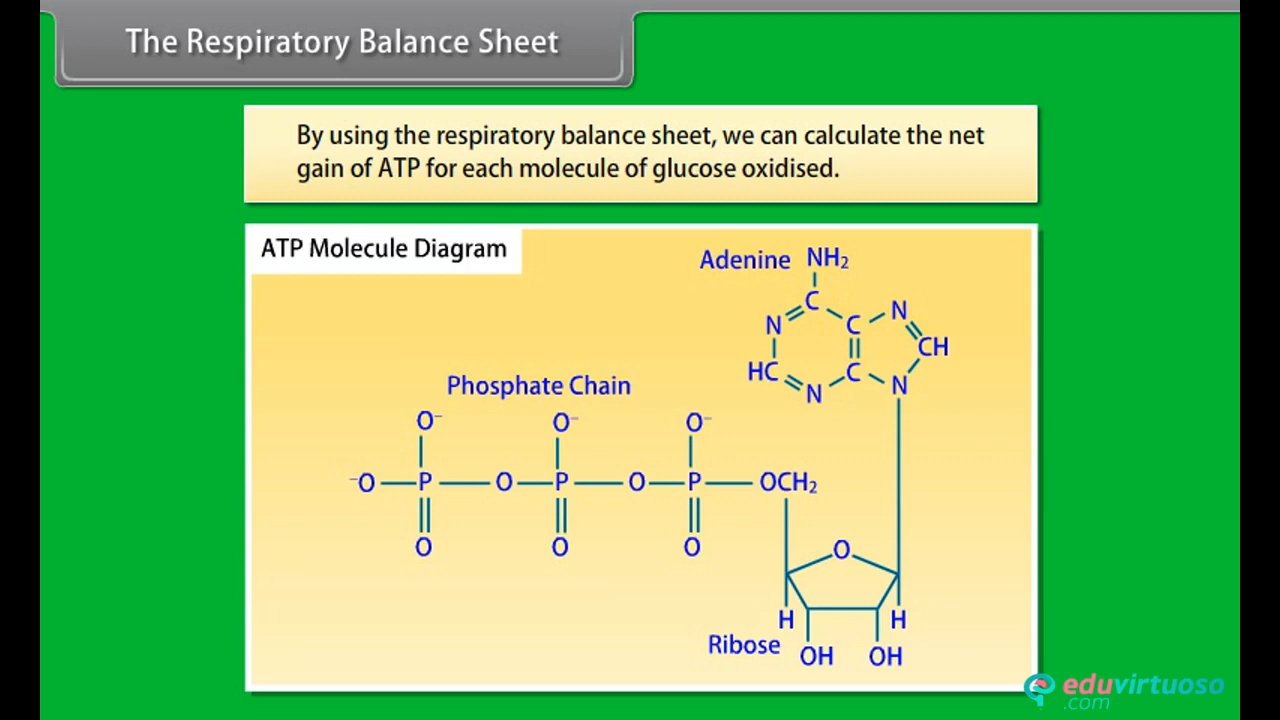 The Respiratory Balance Sheet
By using the respiratory balance sheet, we can calculate the net
gain of ATP for each molecule of glucose oxidised.
ATP Molecule Diagram
Adenine NH₂
C
N C N
CH
HC C N
N
Phosphate Chain
O⁻ O⁻ O⁻
⁻O P O P O P OCH₂
O O O
O
H H
Ribose
OH OH
eduvirtuoso
.com